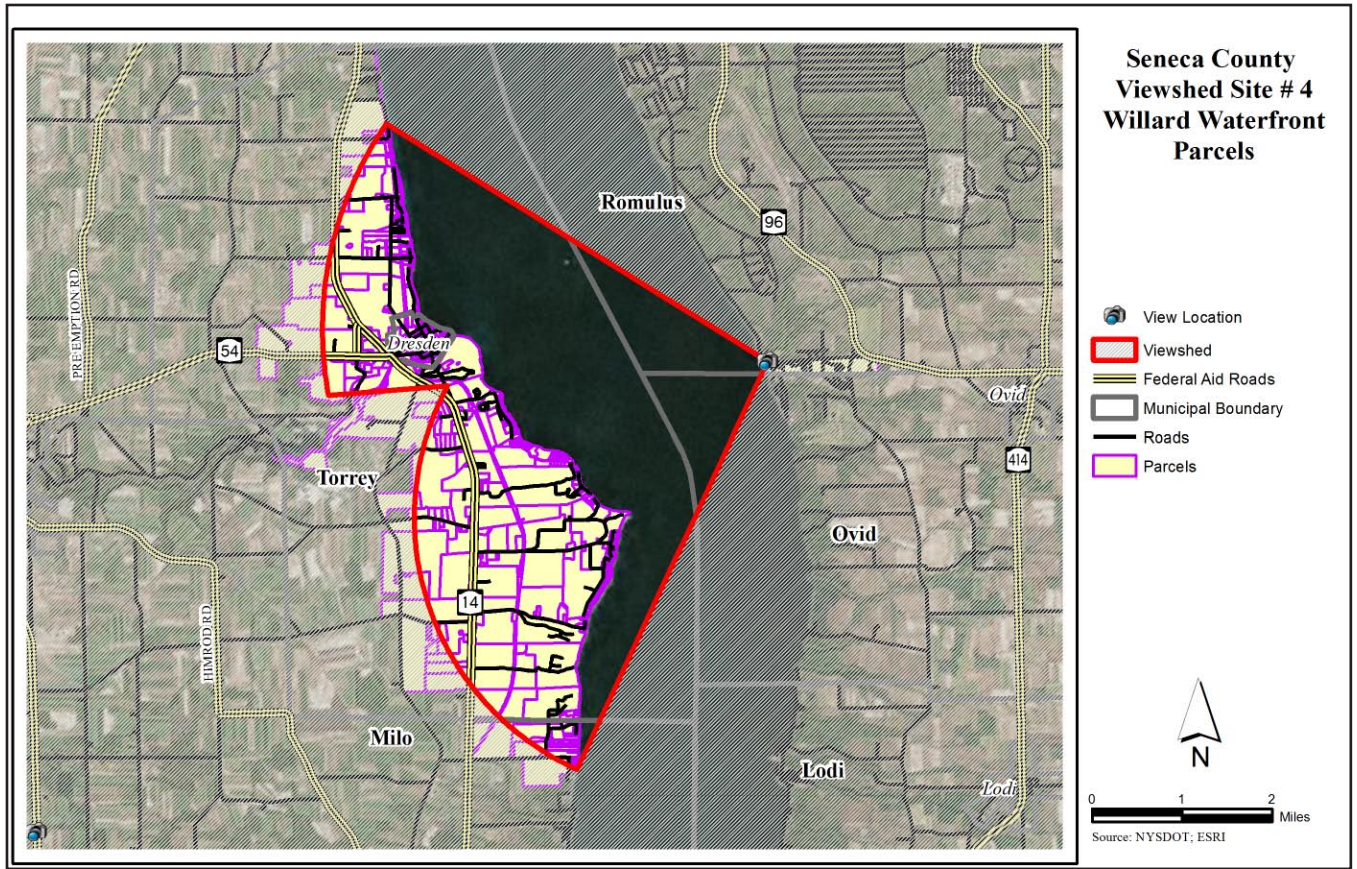 Seneca County
Viewshed Site # 4
Willard Waterfront
Parcels
Romulus
96
PRE EMPTION RD
54
Dresden
Ovid
414
Torrey
Ovid
14
HIMROD RD
Milo
Lodi
Lodi
View Location
Viewshed
Federal Aid Roads
Municipal Boundary
Roads
Parcels
N
0 1 2
Miles
Source: NYSDOT; ESRI